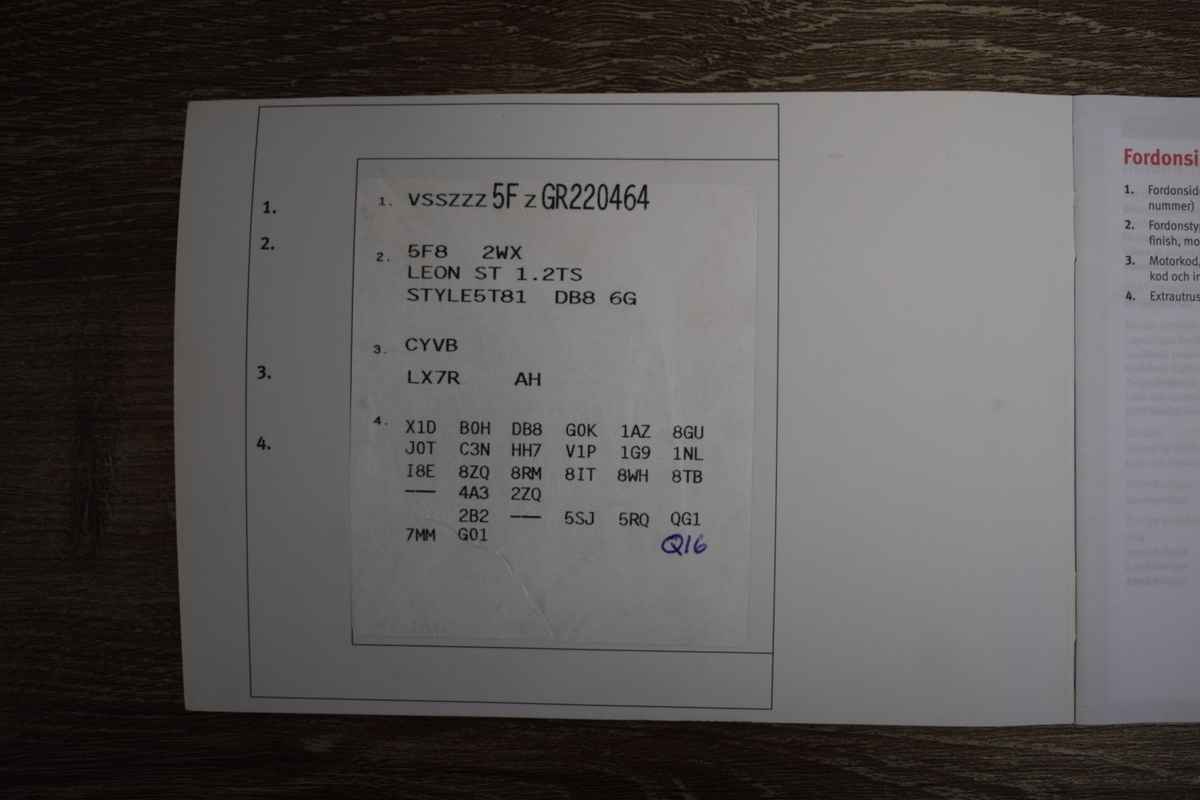 1.
2.
3.
4.
1. VSSZZZ 5F Z GR220464
2. 5F8 2WX
LEON ST 1.2TS
STYLE5T81 DB8 6G
3. CYVB
LX7R AH
4. X1D B0H DB8 G0K 1AZ 8GU
J0T C3N HH7 V1P 1G9 1NL
I8E 8ZQ 8RM 8IT 8WH 8TB
--- 4A3 2ZQ
2B2 --- 5SJ 5RQ QG1
7MM G01
Q16
Fordonsi
1. Fordonsid
nummer)
2. Fordonsty
finish, mo
3. Motorkod,
kod och i
4. Extrautrus